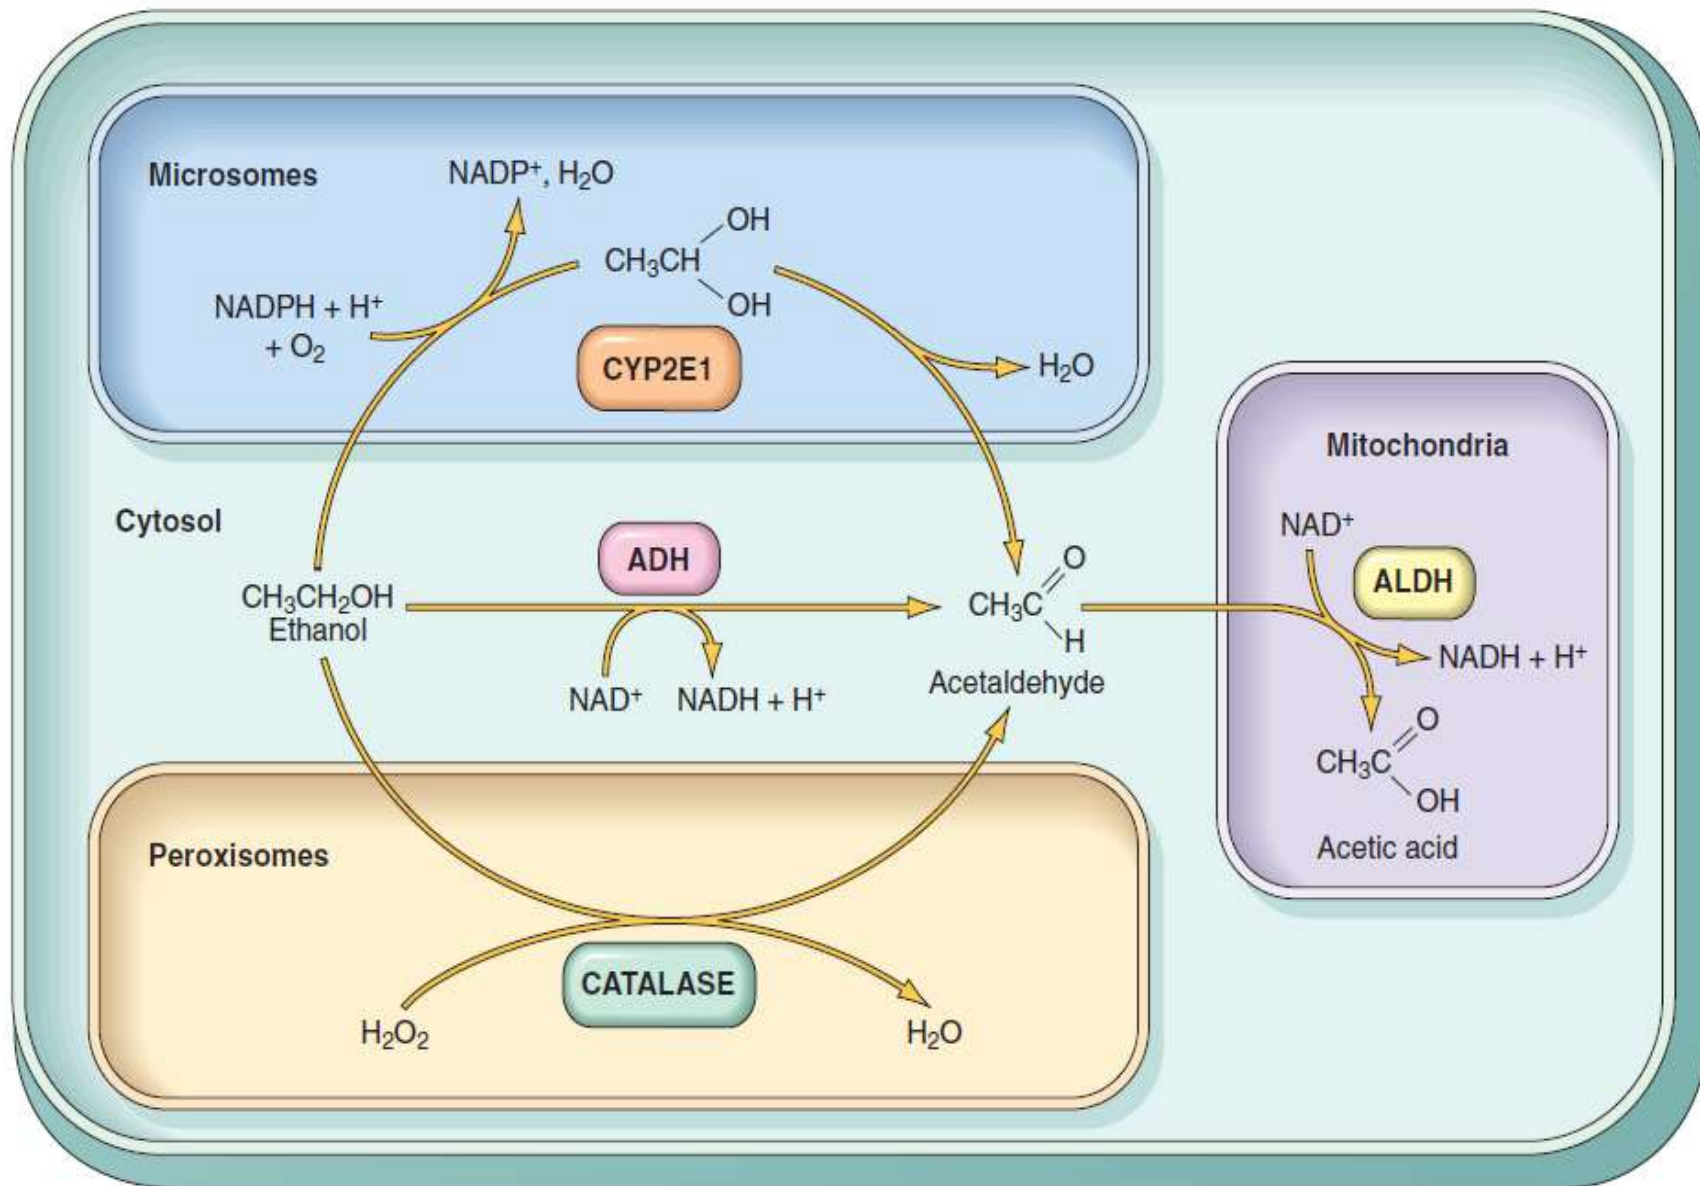 Microsomes
NADP⁺, H₂O
OH
CH₃CH
OH
NADPH + H⁺
+ O₂
CYP2E1
H₂O
Mitochondria
Cytosol
NAD⁺
ADH
ALDH
CH₃CH₂OH
Ethanol
O
CH₃C
H
NAD⁺
NADH + H⁺
Acetaldehyde
NADH + H⁺
O
CH₃C
OH
Acetic acid
Peroxisomes
CATALASE
H₂O₂
H₂O